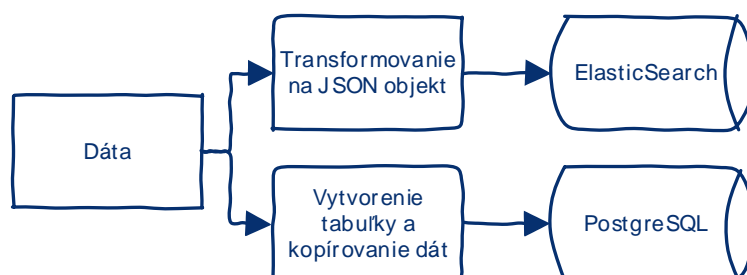 Transformovanie
na JSON objekt
ElasticSearch
Dáta
Vytvorenie
tabuľky a
kopírovanie dát
PostgreSQL